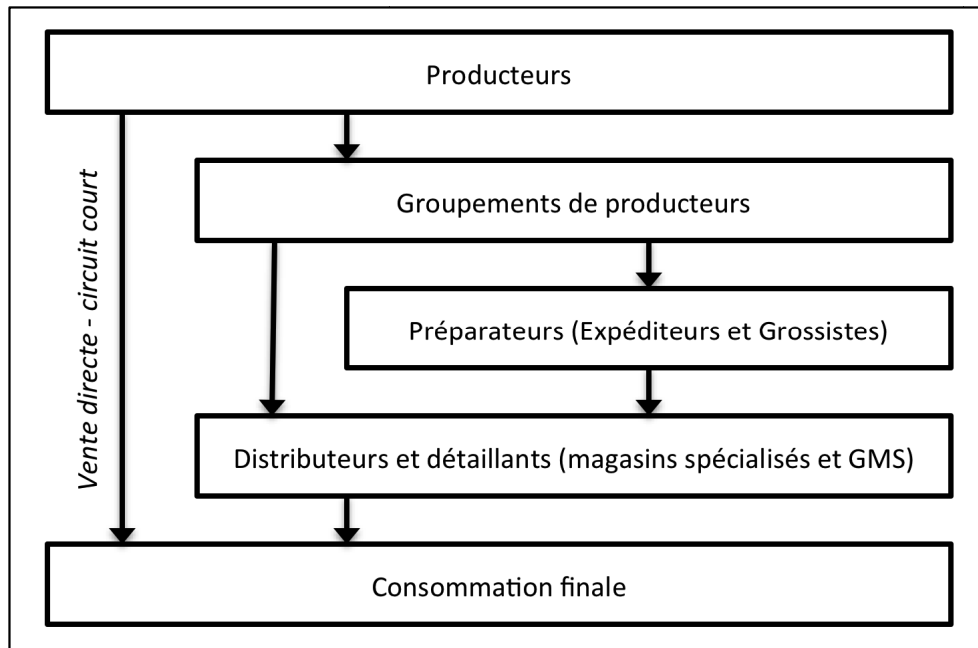 Producteurs
Vente directe - circuit court
Groupements de producteurs
Préparateurs (Expéditeurs et Grossistes)
Distributeurs et détaillants (magasins spécialisés et GMS)
Consommation finale